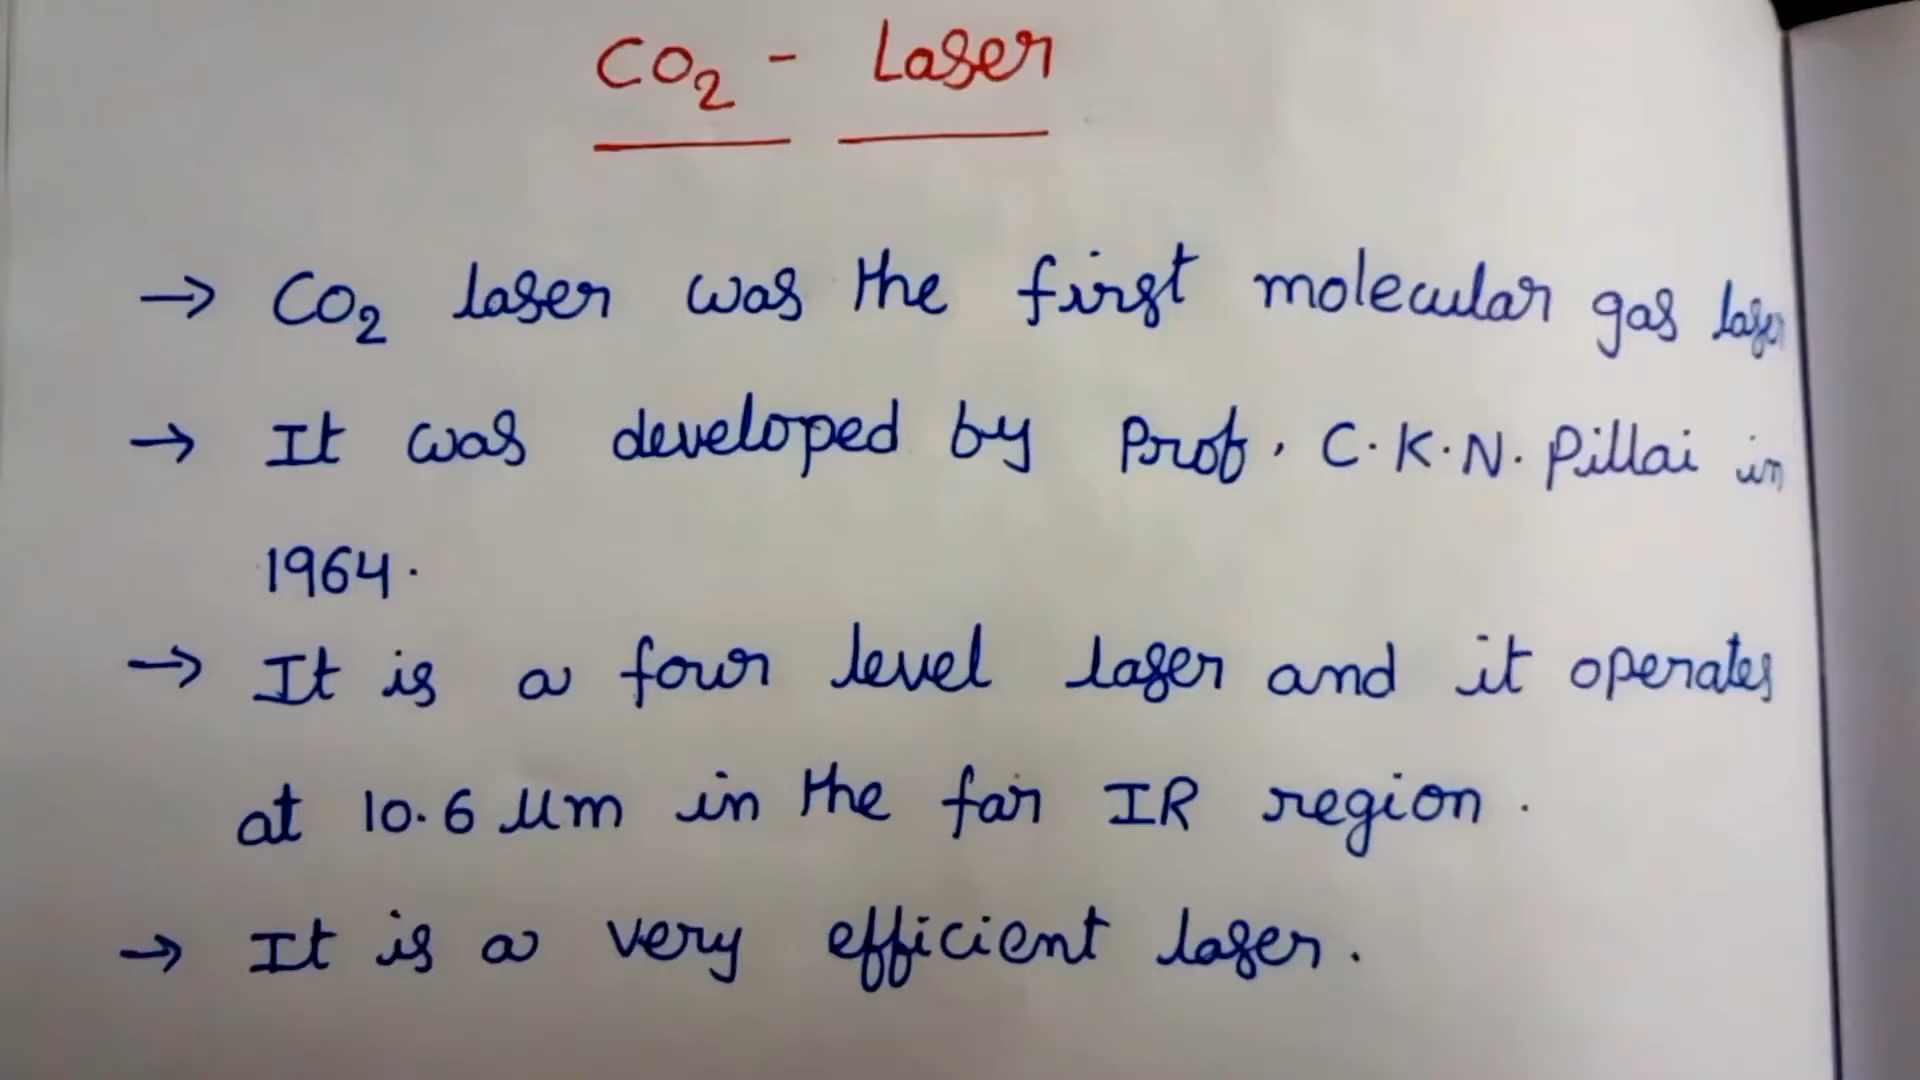 CO₂ - Laser
→ CO₂ laser was the first molecular gas laser
→ It was developed by Prof. C.K.N. Pillai in
1964.
→ It is a four level laser and it operates
at 10.6 μm in the far IR region.
→ It is a very efficient laser.